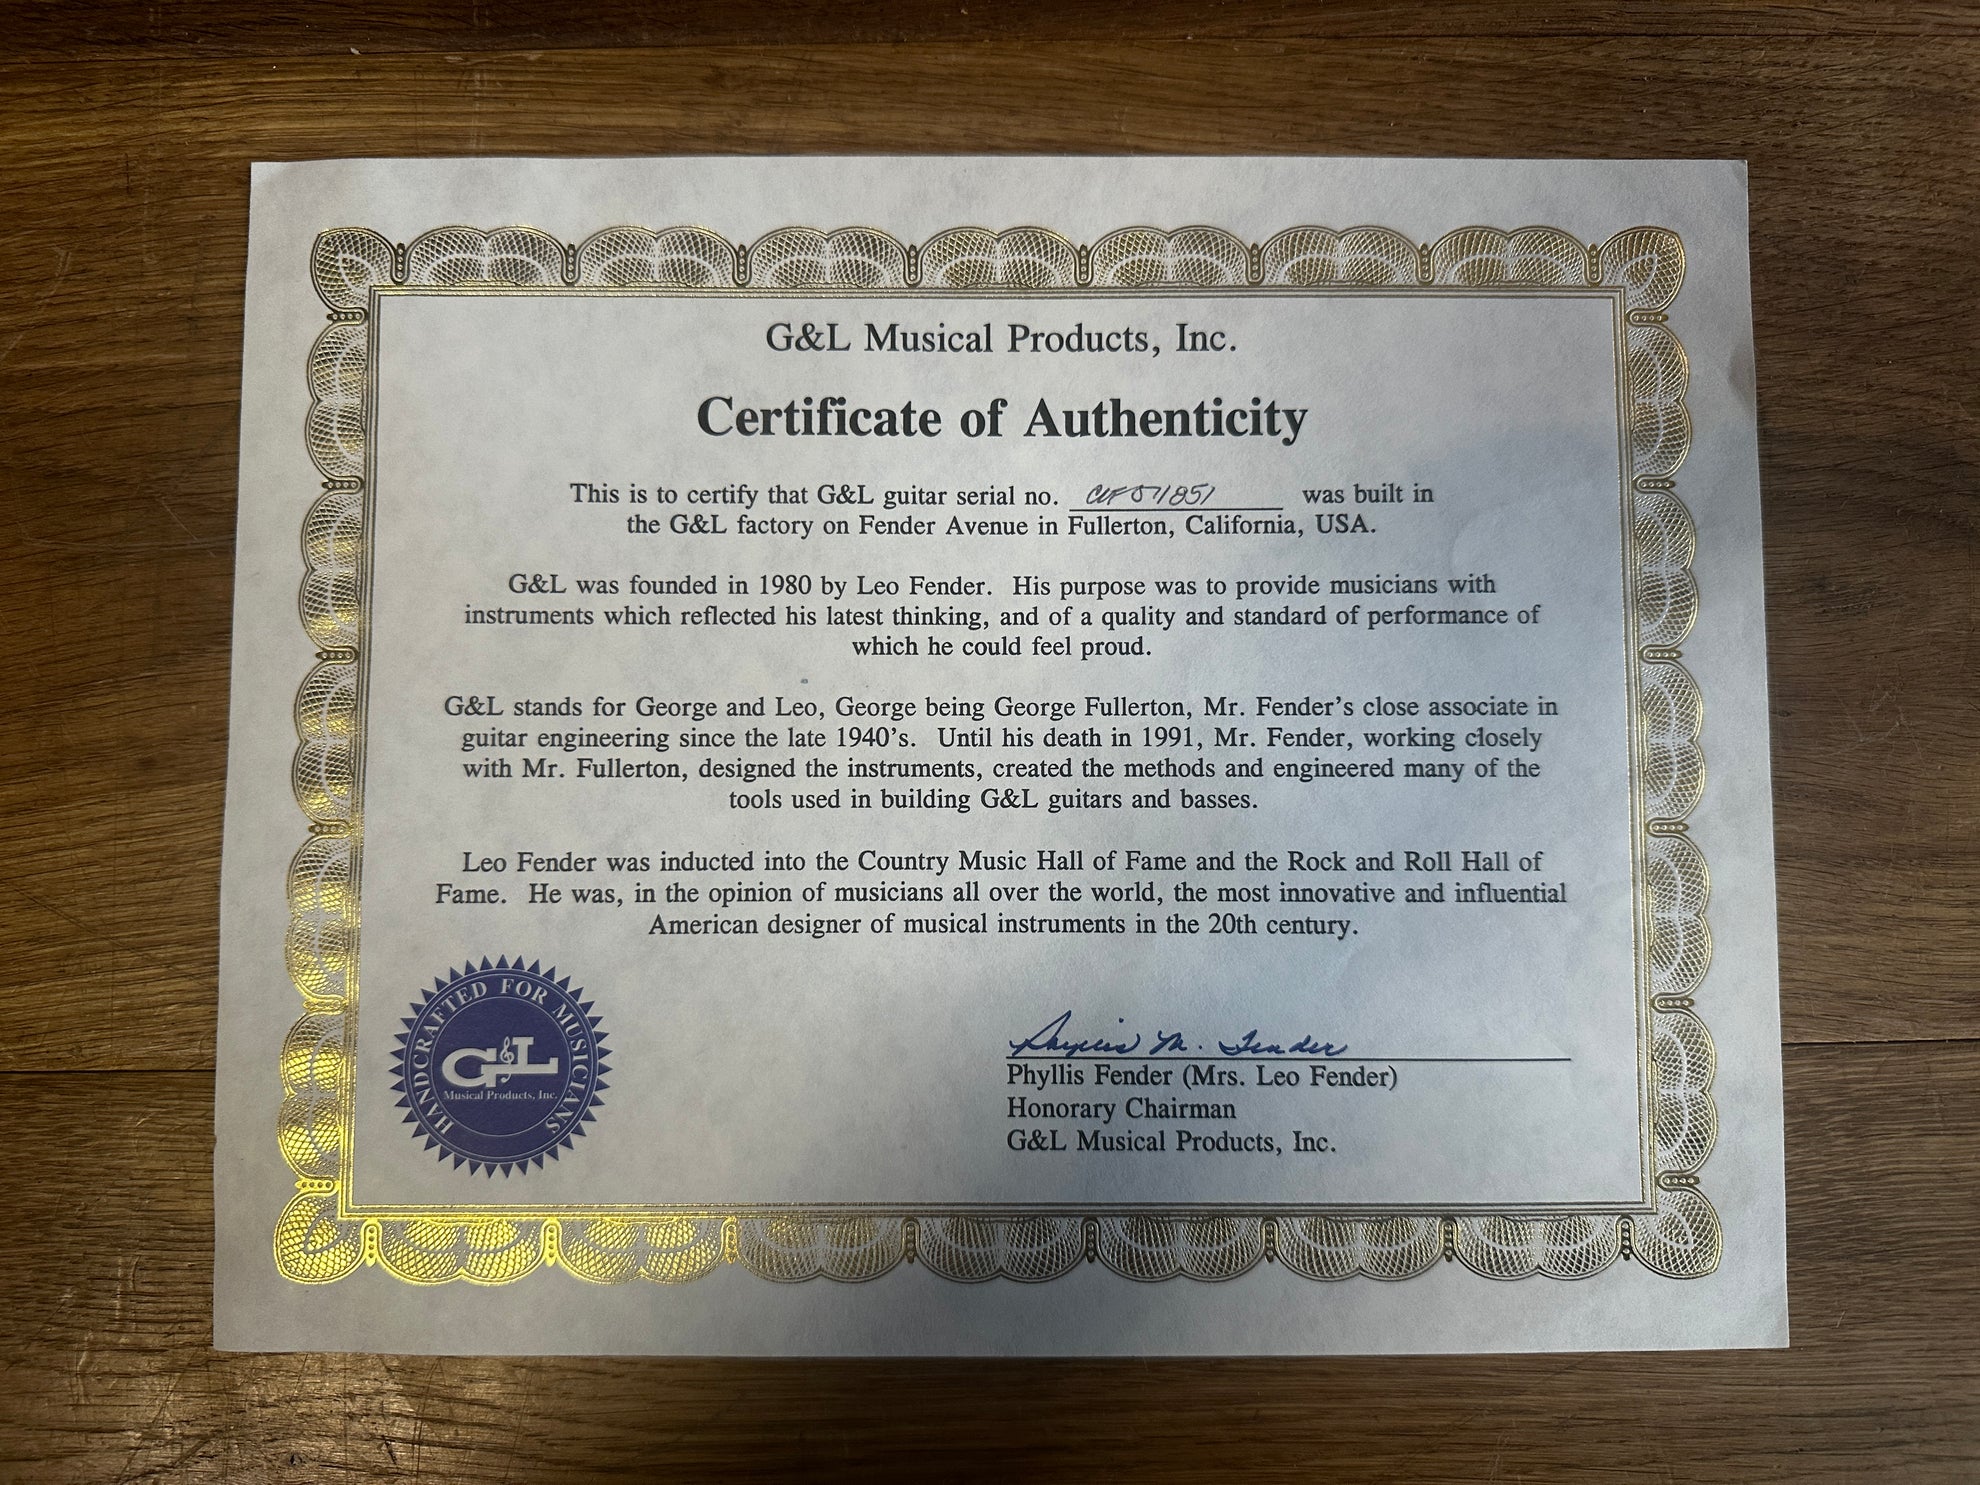 G&L Musical Products, Inc.
Certificate of Authenticity
This is to certify that G&L guitar serial no. CLF071851 was built in
the G&L factory on Fender Avenue in Fullerton, California, USA.
G&L was founded in 1980 by Leo Fender. His purpose was to provide musicians with
instruments which reflected his latest thinking, and of a quality and standard of performance of
which he could feel proud.
G&L stands for George and Leo, George being George Fullerton, Mr. Fender's close associate in
guitar engineering since the late 1940's. Until his death in 1991, Mr. Fender, working closely
with Mr. Fullerton, designed the instruments, created the methods and engineered many of the
tools used in building G&L guitars and basses.
Leo Fender was inducted into the Country Music Hall of Fame and the Rock and Roll Hall of
Fame. He was, in the opinion of musicians all over the world, the most innovative and influential
American designer of musical instruments in the 20th century.
HANDCRAFTED FOR MUSICIANS
G&L
Musical Products, Inc.
Phyllis M. Fender
Phyllis Fender (Mrs. Leo Fender)
Honorary Chairman
G&L Musical Products, Inc.